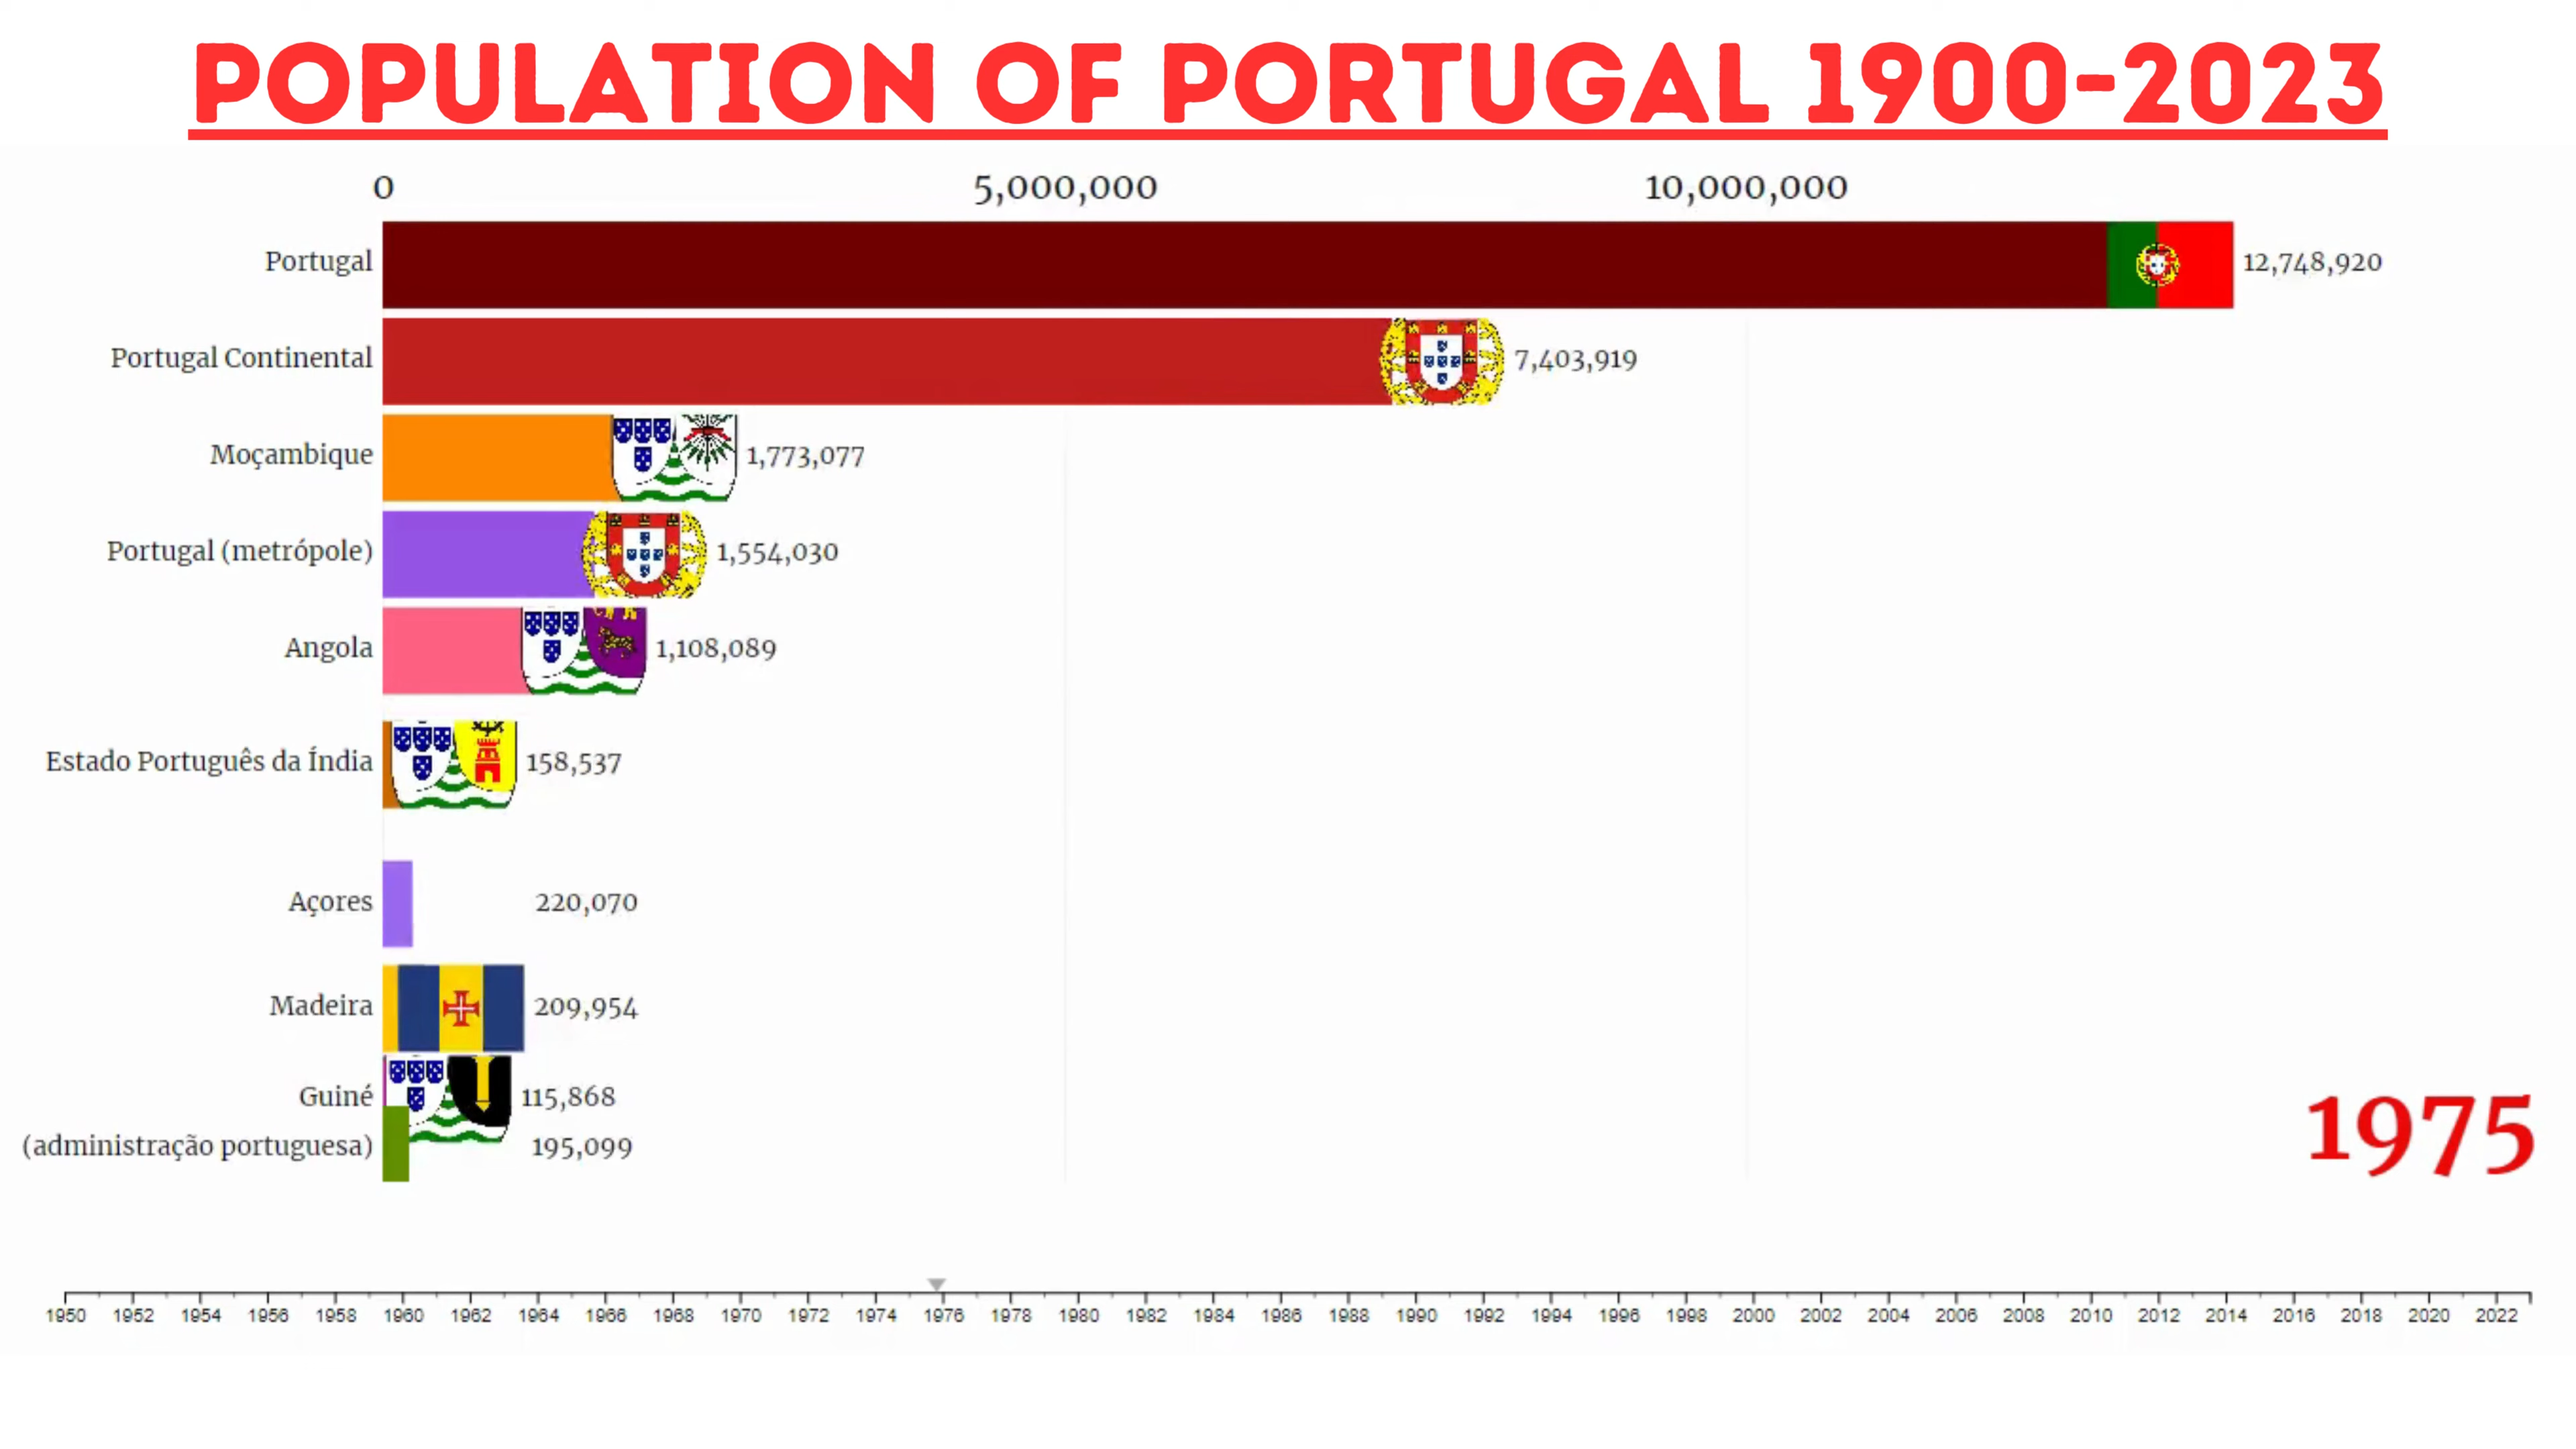 POPULATION OF PORTUGAL 1900-2023
0 5,000,000 10,000,000
Portugal 12,748,920
Portugal Continental 7,403,919
Moçambique 1,773,077
Portugal (metrópole) 1,554,030
Angola 1,108,089
Estado Português da Índia 158,537
Açores 220,070
Madeira 209,954
Guiné 115,868
(administração portuguesa) 195,099
1975
1950 1952 1954 1956 1958 1960 1962 1964 1966 1968 1970 1972 1974 1976 1978 1980 1982 1984 1986 1988 1990 1992 1994 1996 1998 2000 2002 2004 2006 2008 2010 2012 2014 2016 2018 2020 2022